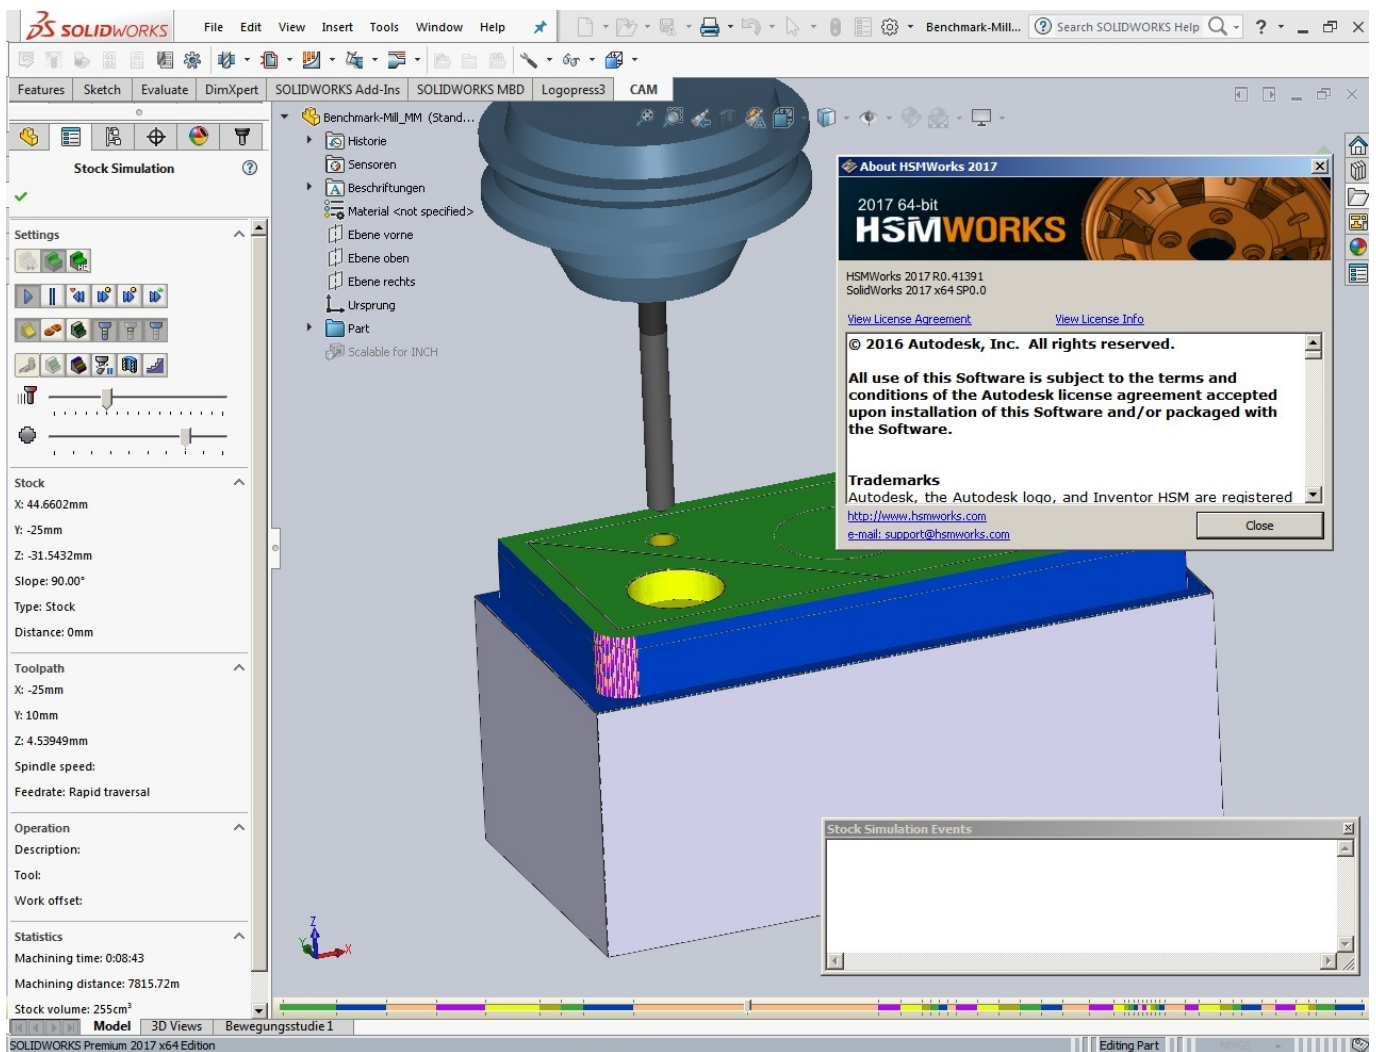 SOLIDWORKS File Edit View Insert Tools Window Help Benchmark-Mill... Search SOLIDWORKS Help ?
Features Sketch Evaluate DimXpert SOLIDWORKS Add-Ins SOLIDWORKS MBD Logopress3 CAM
Stock Simulation
Settings
Stock
X: 44.6602mm
Y: -25mm
Z: -31.5432mm
Slope: 90.00°
Type: Stock
Distance: 0mm
Toolpath
X: -25mm
Y: 10mm
Z: 4.53949mm
Spindle speed:
Feedrate: Rapid traversal
Operation
Description:
Tool:
Work offset:
Statistics
Machining time: 0:08:43
Machining distance: 7815.72m
Stock volume: 255cm³
Benchmark-Mill_MM (Stand...
Historie
Sensoren
Beschriftungen
Material <not specified>
Ebene vorne
Ebene oben
Ebene rechts
Ursprung
Part
Scalable for INCH
About HSMWorks 2017
2017 64-bit
HSMWORKS
HSMWorks 2017 R0.41391
SolidWorks 2017 x64 SP0.0
View License Agreement View License Info
© 2016 Autodesk, Inc. All rights reserved.
All use of this Software is subject to the terms and
conditions of the Autodesk license agreement accepted
upon installation of this Software and/or packaged with
the Software.
Trademarks
Autodesk, the Autodesk logo, and Inventor HSM are registered
http://www.hsmworks.com
e-mail: support@hsmworks.com
Close
Stock Simulation Events
Z
Y
X
Model 3D Views Bewegungsstudie 1
SOLIDWORKS Premium 2017 x64 Edition Editing Part MMGS